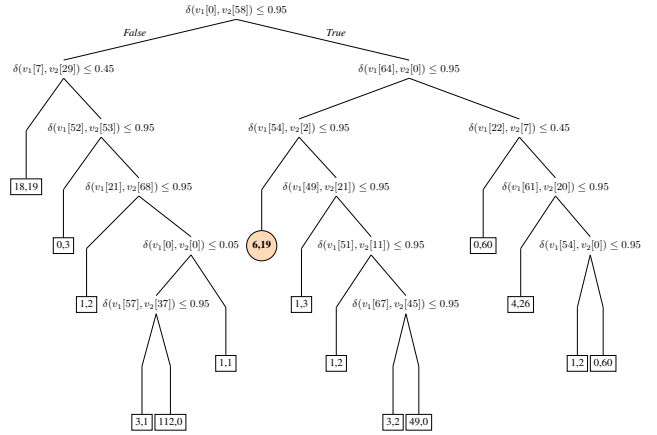 δ(v₁[0], v₂[58]) ≤ 0.95
False True
δ(v₁[7], v₂[29]) ≤ 0.45 δ(v₁[64], v₂[0]) ≤ 0.95
δ(v₁[52], v₂[53]) ≤ 0.95 δ(v₁[54], v₂[2]) ≤ 0.95 δ(v₁[22], v₂[7]) ≤ 0.45
18,19 δ(v₁[21], v₂[68]) ≤ 0.95 δ(v₁[49], v₂[21]) ≤ 0.95 δ(v₁[61], v₂[20]) ≤ 0.95
0,3 δ(v₁[0], v₂[0]) ≤ 0.05 6,19 δ(v₁[51], v₂[11]) ≤ 0.95 0,60 δ(v₁[54], v₂[0]) ≤ 0.95
1,2 δ(v₁[57], v₂[37]) ≤ 0.95 1,3 δ(v₁[67], v₂[45]) ≤ 0.95 4,26
1,1 1,2 1,2 0,60
3,1 112,0 3,2 49,0